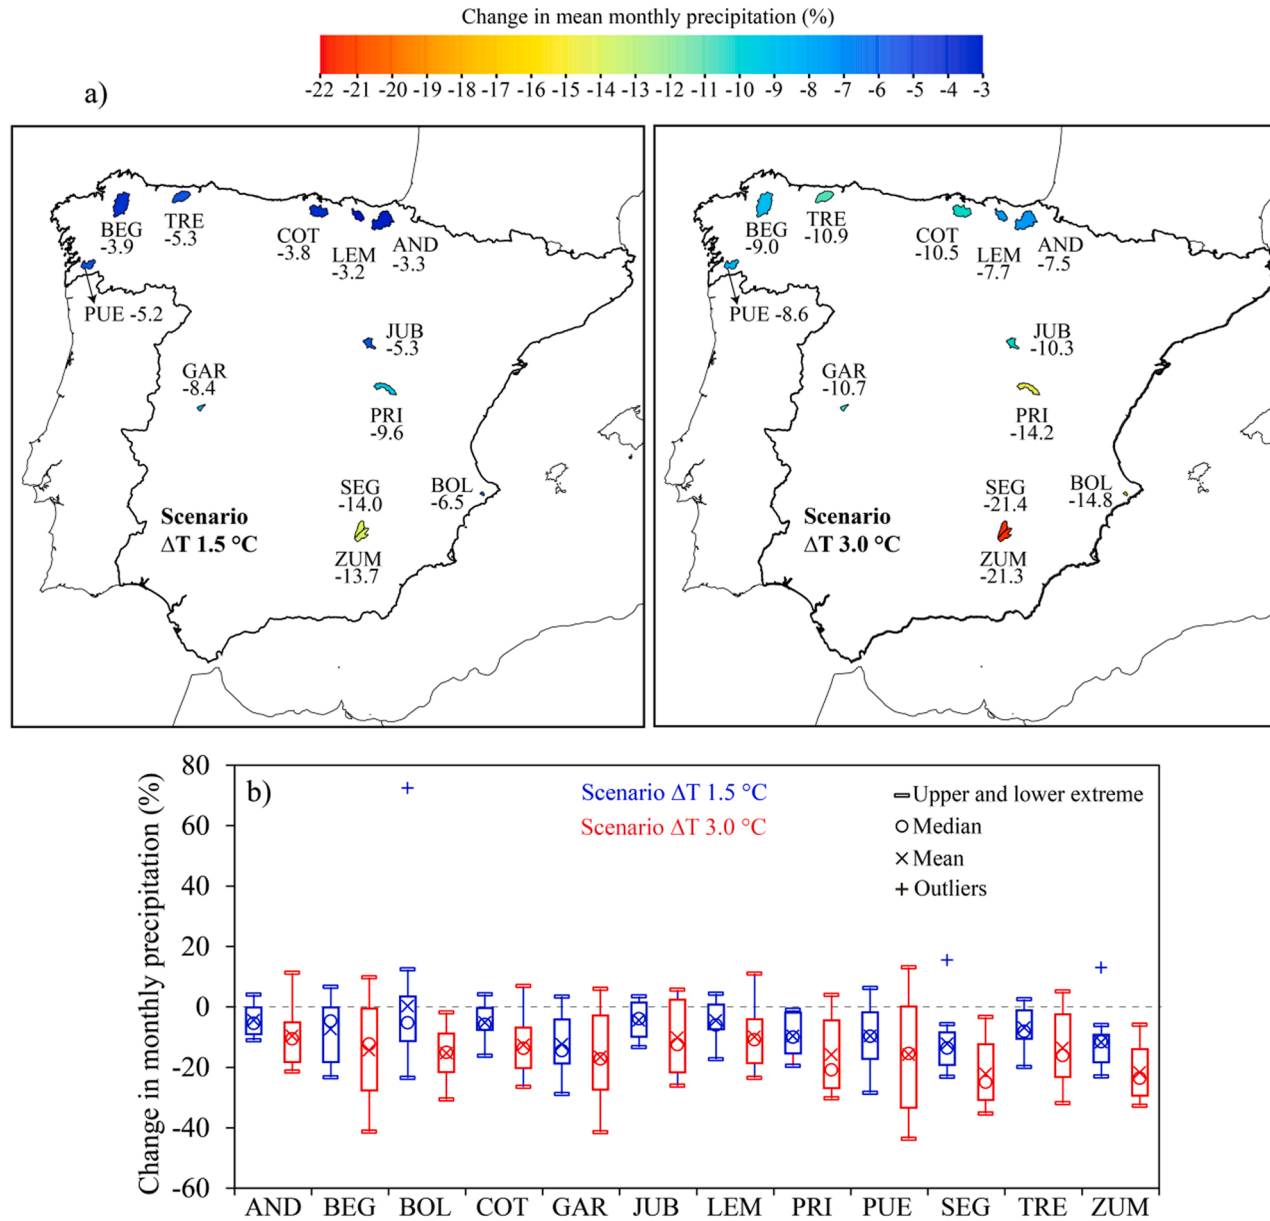 Change in mean monthly precipitation (%)
-22 -21 -20 -19 -18 -17 -16 -15 -14 -13 -12 -11 -10 -9 -8 -7 -6 -5 -4 -3
a)
BEG
-3.9
TRE
-5.3
COT
-3.8
LEM
-3.2
AND
-3.3
PUE -5.2
JUB
-5.3
GAR
-8.4
PRI
-9.6
SEG
-14.0
BOL
-6.5
ZUM
-13.7
Scenario
ΔT 1.5 °C
BEG
-9.0
TRE
-10.9
COT
-10.5
LEM
-7.7
AND
-7.5
PUE -8.6
JUB
-10.3
GAR
-10.7
PRI
-14.2
SEG
-21.4
BOL
-14.8
ZUM
-21.3
Scenario
ΔT 3.0 °C
b)
Change in monthly precipitation (%)
80
60
40
20
0
-20
-40
-60
Scenario ΔT 1.5 °C
Scenario ΔT 3.0 °C
Upper and lower extreme
Median
Mean
Outliers
AND BEG BOL COT GAR JUB LEM PRI PUE SEG TRE ZUM